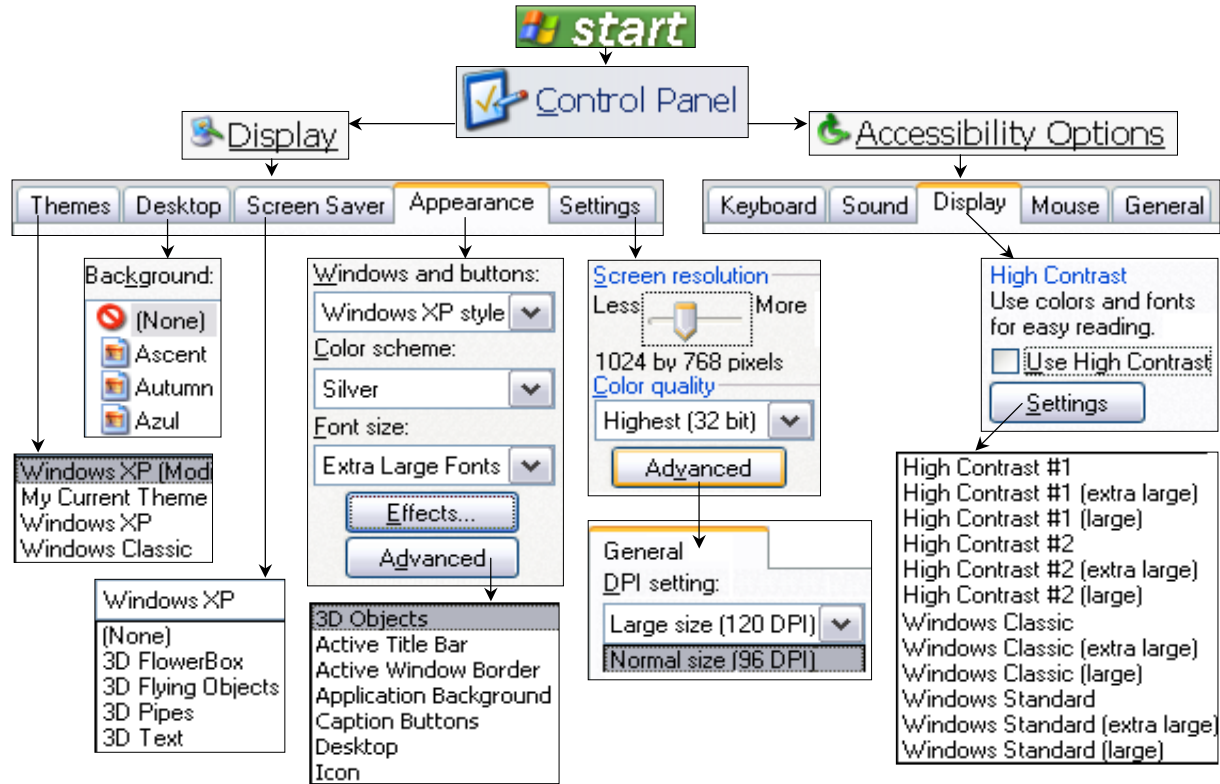 start
Control Panel
Display
Accessibility Options
Themes Desktop Screen Saver Appearance Settings
Keyboard Sound Display Mouse General
Background:
(None)
Ascent
Autumn
Azul
Windows XP (Modi
My Current Theme
Windows XP
Windows Classic
Windows XP
(None)
3D FlowerBox
3D Flying Objects
3D Pipes
3D Text
Windows and buttons:
Windows XP style
Color scheme:
Silver
Font size:
Extra Large Fonts
Effects...
Advanced
3D Objects
Active Title Bar
Active Window Border
Application Background
Caption Buttons
Desktop
Icon
Screen resolution
Less More
1024 by 768 pixels
Color quality
Highest (32 bit)
Advanced
General
DPI setting:
Large size (120 DPI)
Normal size (96 DPI)
High Contrast
Use colors and fonts
for easy reading.
Use High Contrast
Settings
High Contrast #1
High Contrast #1 (extra large)
High Contrast #1 (large)
High Contrast #2
High Contrast #2 (extra large)
High Contrast #2 (large)
Windows Classic
Windows Classic (extra large)
Windows Classic (large)
Windows Standard
Windows Standard (extra large)
Windows Standard (large)